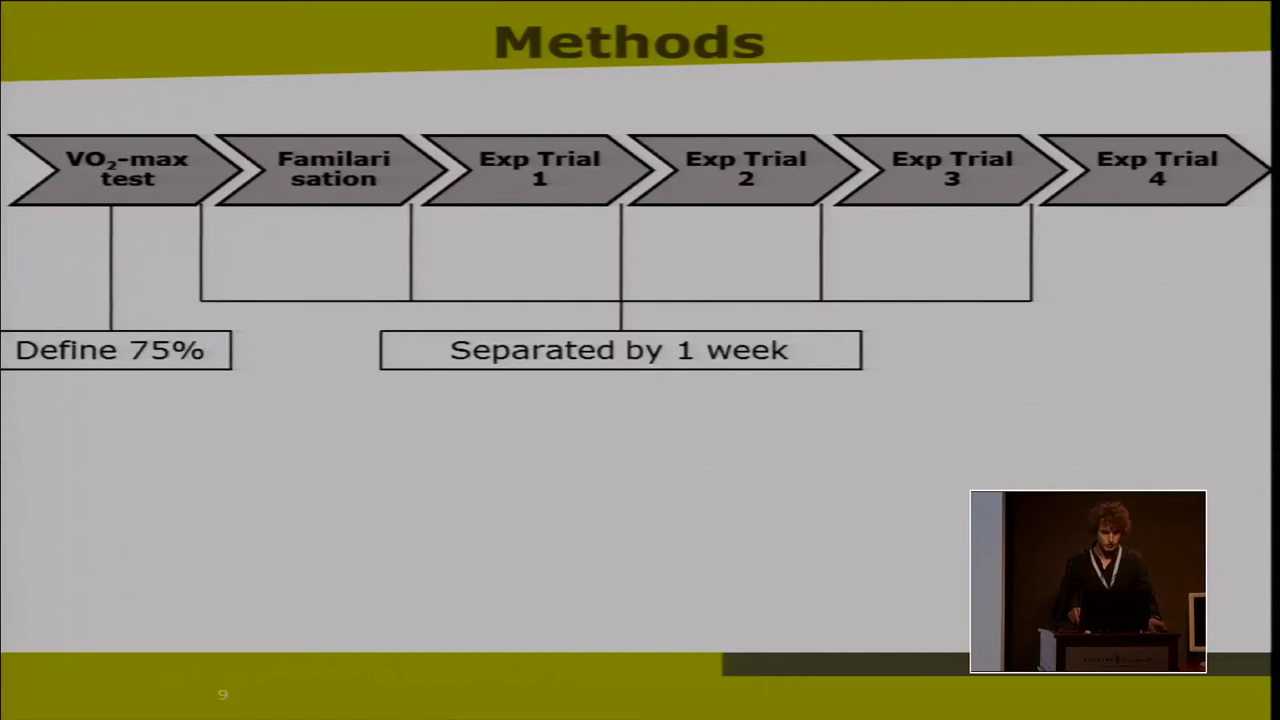 Methods
VO2-max
test
Familari
sation
Exp Trial
1
Exp Trial
2
Exp Trial
3
Exp Trial
4
Define 75%
Separated by 1 week
9